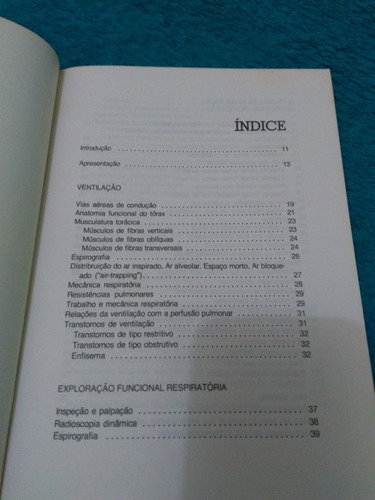 ÍNDICE
Introdução 11
Apresentação 13
VENTILAÇÃO
Vias aéreas de condução 19
Anatomia funcional do tórax 21
Musculatura torácica 23
Músculos de fibras verticais 23
Músculos de fibras oblíquas 24
Músculos de fibras transversais 24
Espirografia 26
Distribuição do ar inspirado. Ar alveolar. Espaço morto. Ar bloque-
ado ("air-trapping") 27
Mecânica respiratória 28
Resistências pulmonares 29
Trabalho e mecânica respiratória 29
Relações da ventilação com a perfusão pulmonar 31
Transtornos de ventilação 31
Transtornos de tipo restritivo 32
Transtornos de tipo obstrutivo 32
Enfisema 32
EXPLORAÇÃO FUNCIONAL RESPIRATÓRIA
Inspeção e palpação 37
Radioscopia dinâmica 38
Espirografia 39